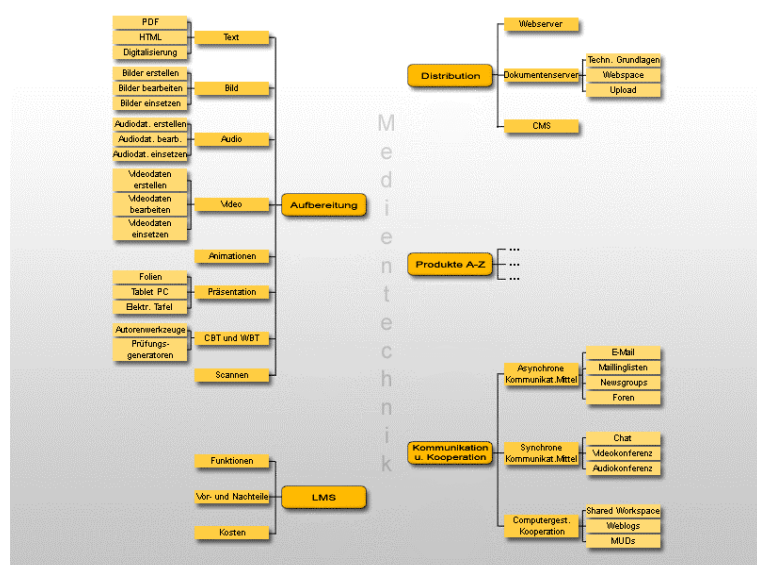 PDF
HTML
Digitalisierung
Text
Bilder erstellen
Bilder bearbeiten
Bilder einsetzen
Bild
Audiodat. erstellen
Audiodat. bearb.
Audiodat. einsetzen
Audio
Videodaten
erstellen
Videodaten
bearbeiten
Videodaten
einsetzen
Video
Aufbereitung
Animationen
Folien
Tablet PC
Elektr. Tafel
Präsentation
Autorenwerkzeuge
Prüfungs-
generatoren
CBT und WBT
Scannen
Funktionen
Vor- und Nachteile
Kosten
LMS
Medientechnik
Distribution
Webserver
Dokumentenserver
Techn. Grundlagen
Webspace
Upload
CMS
Produkte A-Z
...
...
...
Kommunikation
u. Kooperation
Asynchrone
Kommunikat.Mittel
E-Mail
Maillinglisten
Newsgroups
Foren
Synchrone
Kommunikat.Mittel
Chat
Videokonferenz
Audiokonferenz
Computergest.
Kooperation
Shared Workspace
Weblogs
MUDs